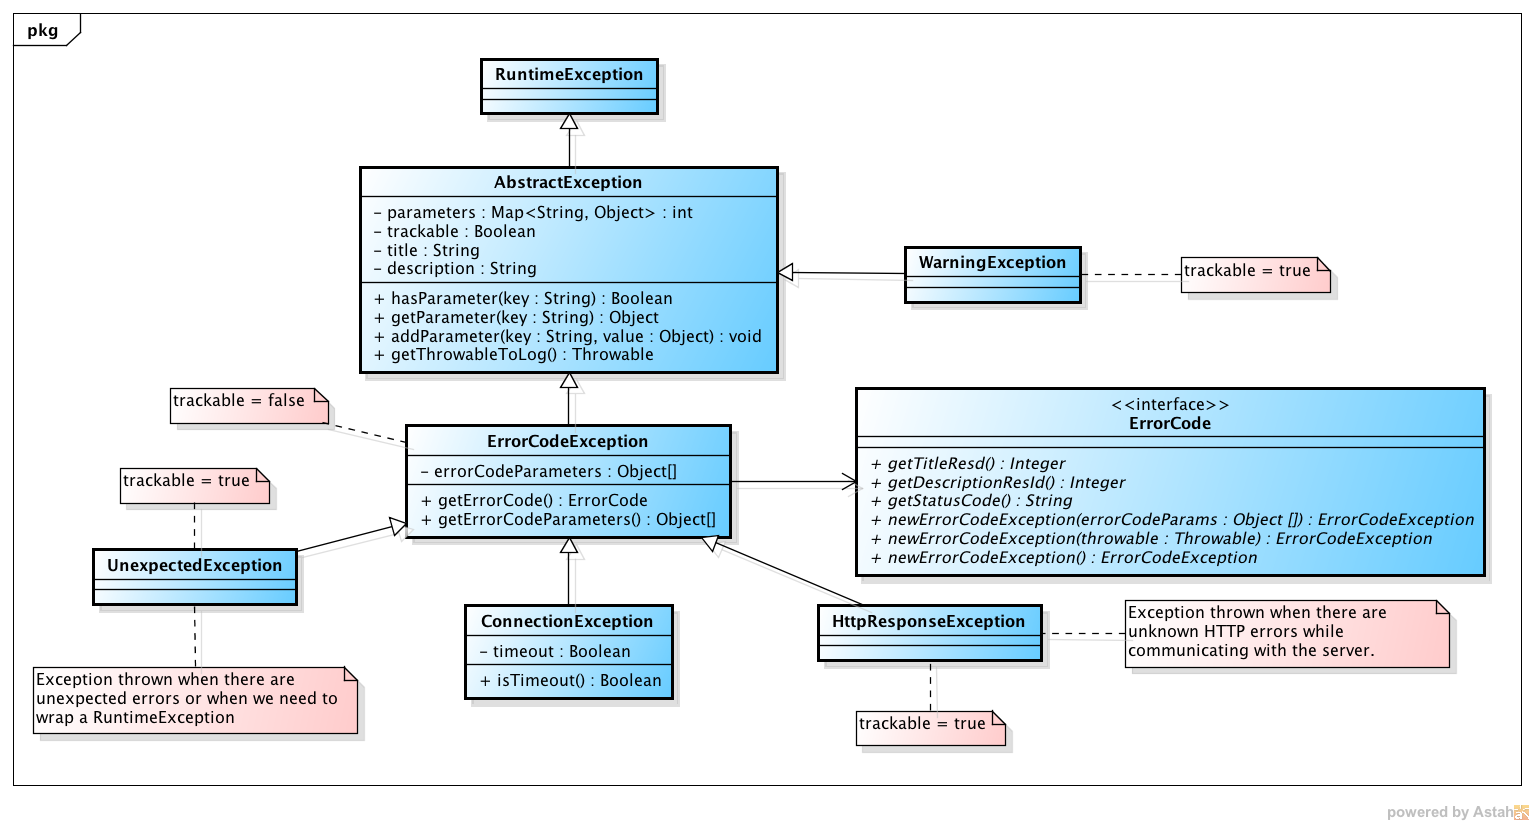 pkg
RuntimeException
AbstractException
- parameters : Map<String, Object> : int
- trackable : Boolean
- title : String
- description : String
+ hasParameter(key : String) : Boolean
+ getParameter(key : String) : Object
+ addParameter(key : String, value : Object) : void
+ getThrowableToLog() : Throwable
WarningException
trackable = true
trackable = false
ErrorCodeException
- errorCodeParameters : Object[]
+ getErrorCode() : ErrorCode
+ getErrorCodeParameters() : Object[]
<<interface>>
ErrorCode
+ getTitleResd() : Integer
+ getDescriptionResId() : Integer
+ getStatusCode() : String
+ newErrorCodeException(errorCodeParams : Object []) : ErrorCodeException
+ newErrorCodeException(throwable : Throwable) : ErrorCodeException
+ newErrorCodeException() : ErrorCodeException
trackable = true
UnexpectedException
Exception thrown when there are
unexpected errors or when we need to
wrap a RuntimeException
ConnectionException
- timeout : Boolean
+ isTimeout() : Boolean
HttpResponseException
Exception thrown when there are
unknown HTTP errors while
communicating with the server.
trackable = true
powered by Astah